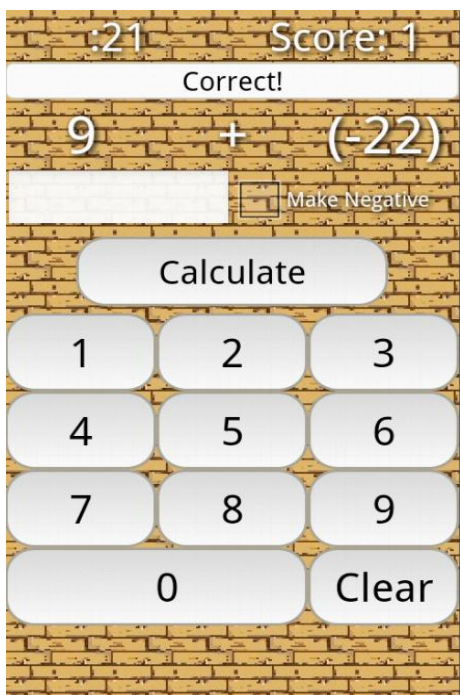 :21 Score: 1
Correct!
9 + (-22)
Make Negative
Calculate
1 2 3
4 5 6
7 8 9
0 Clear